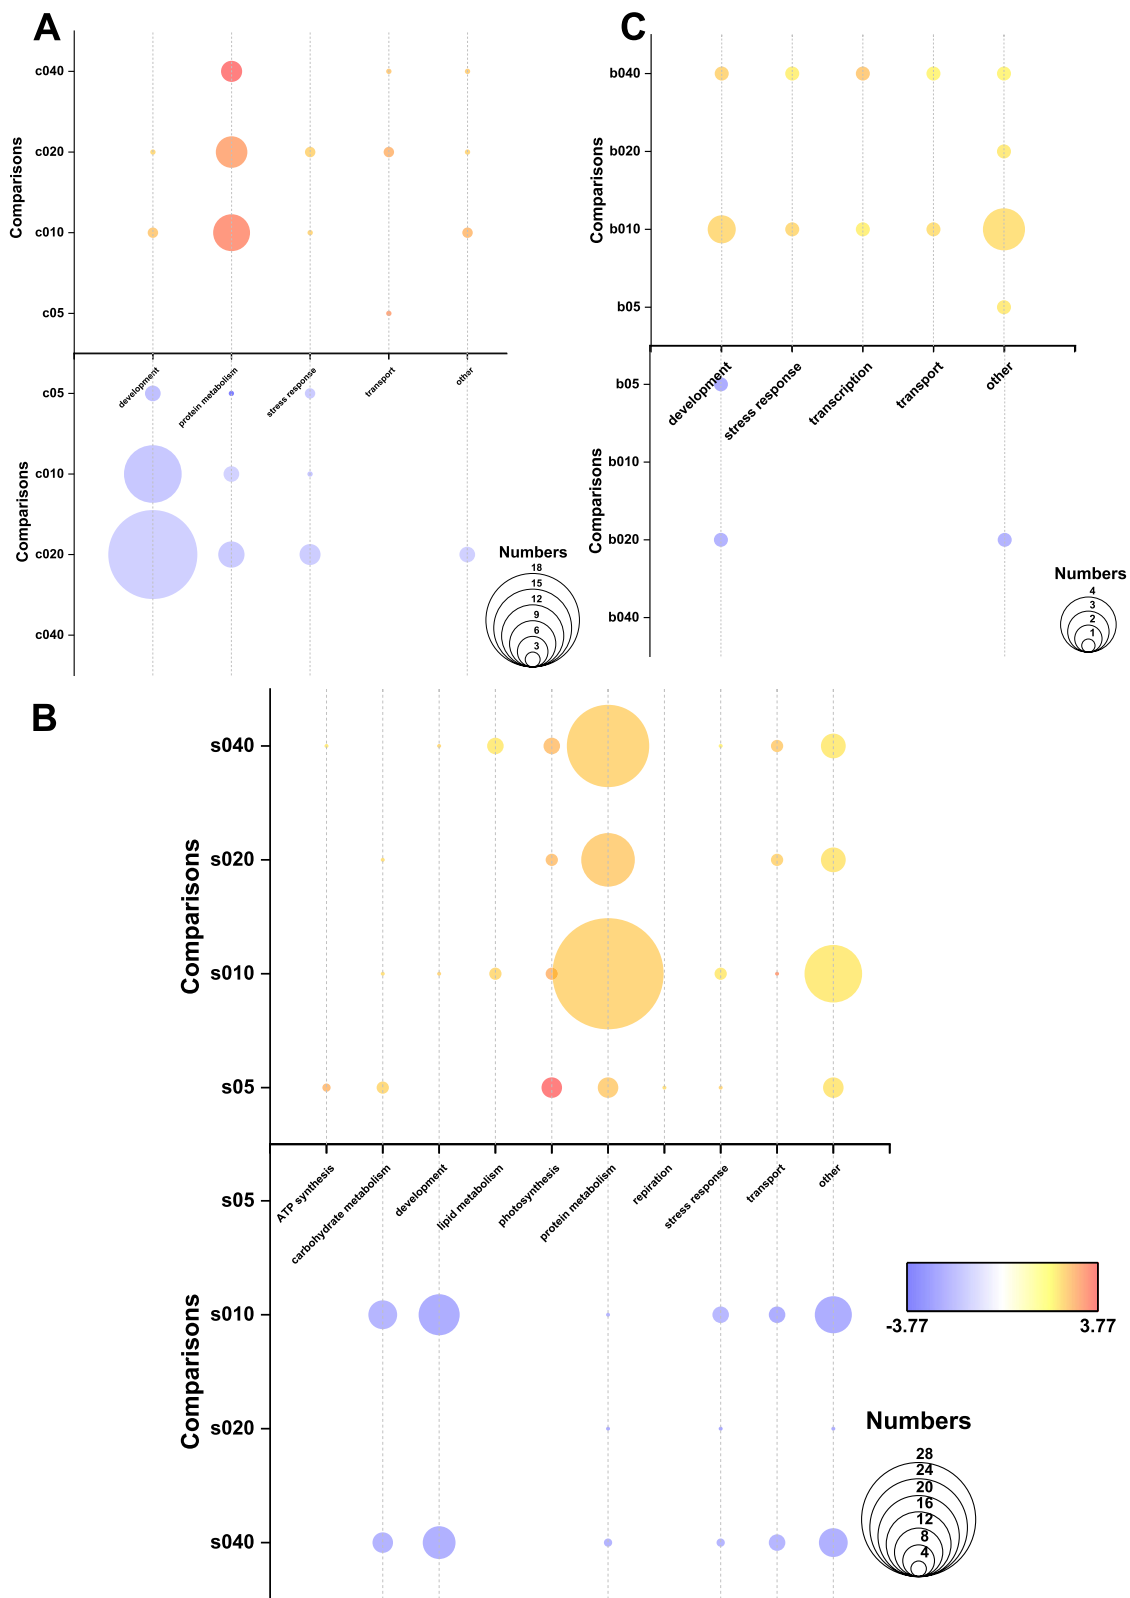 A
Comparisons
c040
c020
c010
c05
development
protein metabolism
stress response
transport
other
Comparisons
c05
c010
c020
c040
Numbers
18
15
12
9
6
3
C
Comparisons
b040
b020
b010
b05
development
stress response
transcription
transport
other
Comparisons
b05
b010
b020
b040
Numbers
4
3
2
1
B
Comparisons
s040
s020
s010
s05
ATP synthesis
carbohydrate metabolism
development
lipid metabolism
photosynthesis
protein metabolism
repiration
stress response
transport
other
Comparisons
s05
s010
s020
s040
-3.77
3.77
Numbers
28
24
20
16
12
8
4